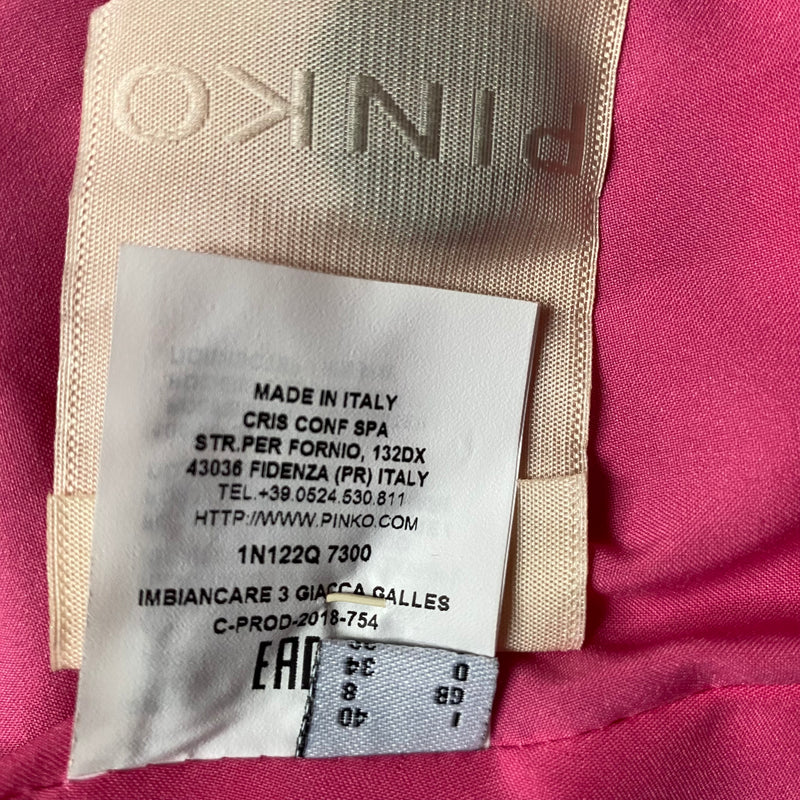 PINKO
MADE IN ITALY
CRIS CONF SPA
STR.PER FORNIO, 132DX
43036 FIDENZA (PR) ITALY
TEL.+39.0524.530.811
HTTP://WWW.PINKO.COM
1N122Q 7300
IMBIANCARE 3 GIACCA GALLES
C-PROD-2018-754
EAC
I 40
GB 8
D 34